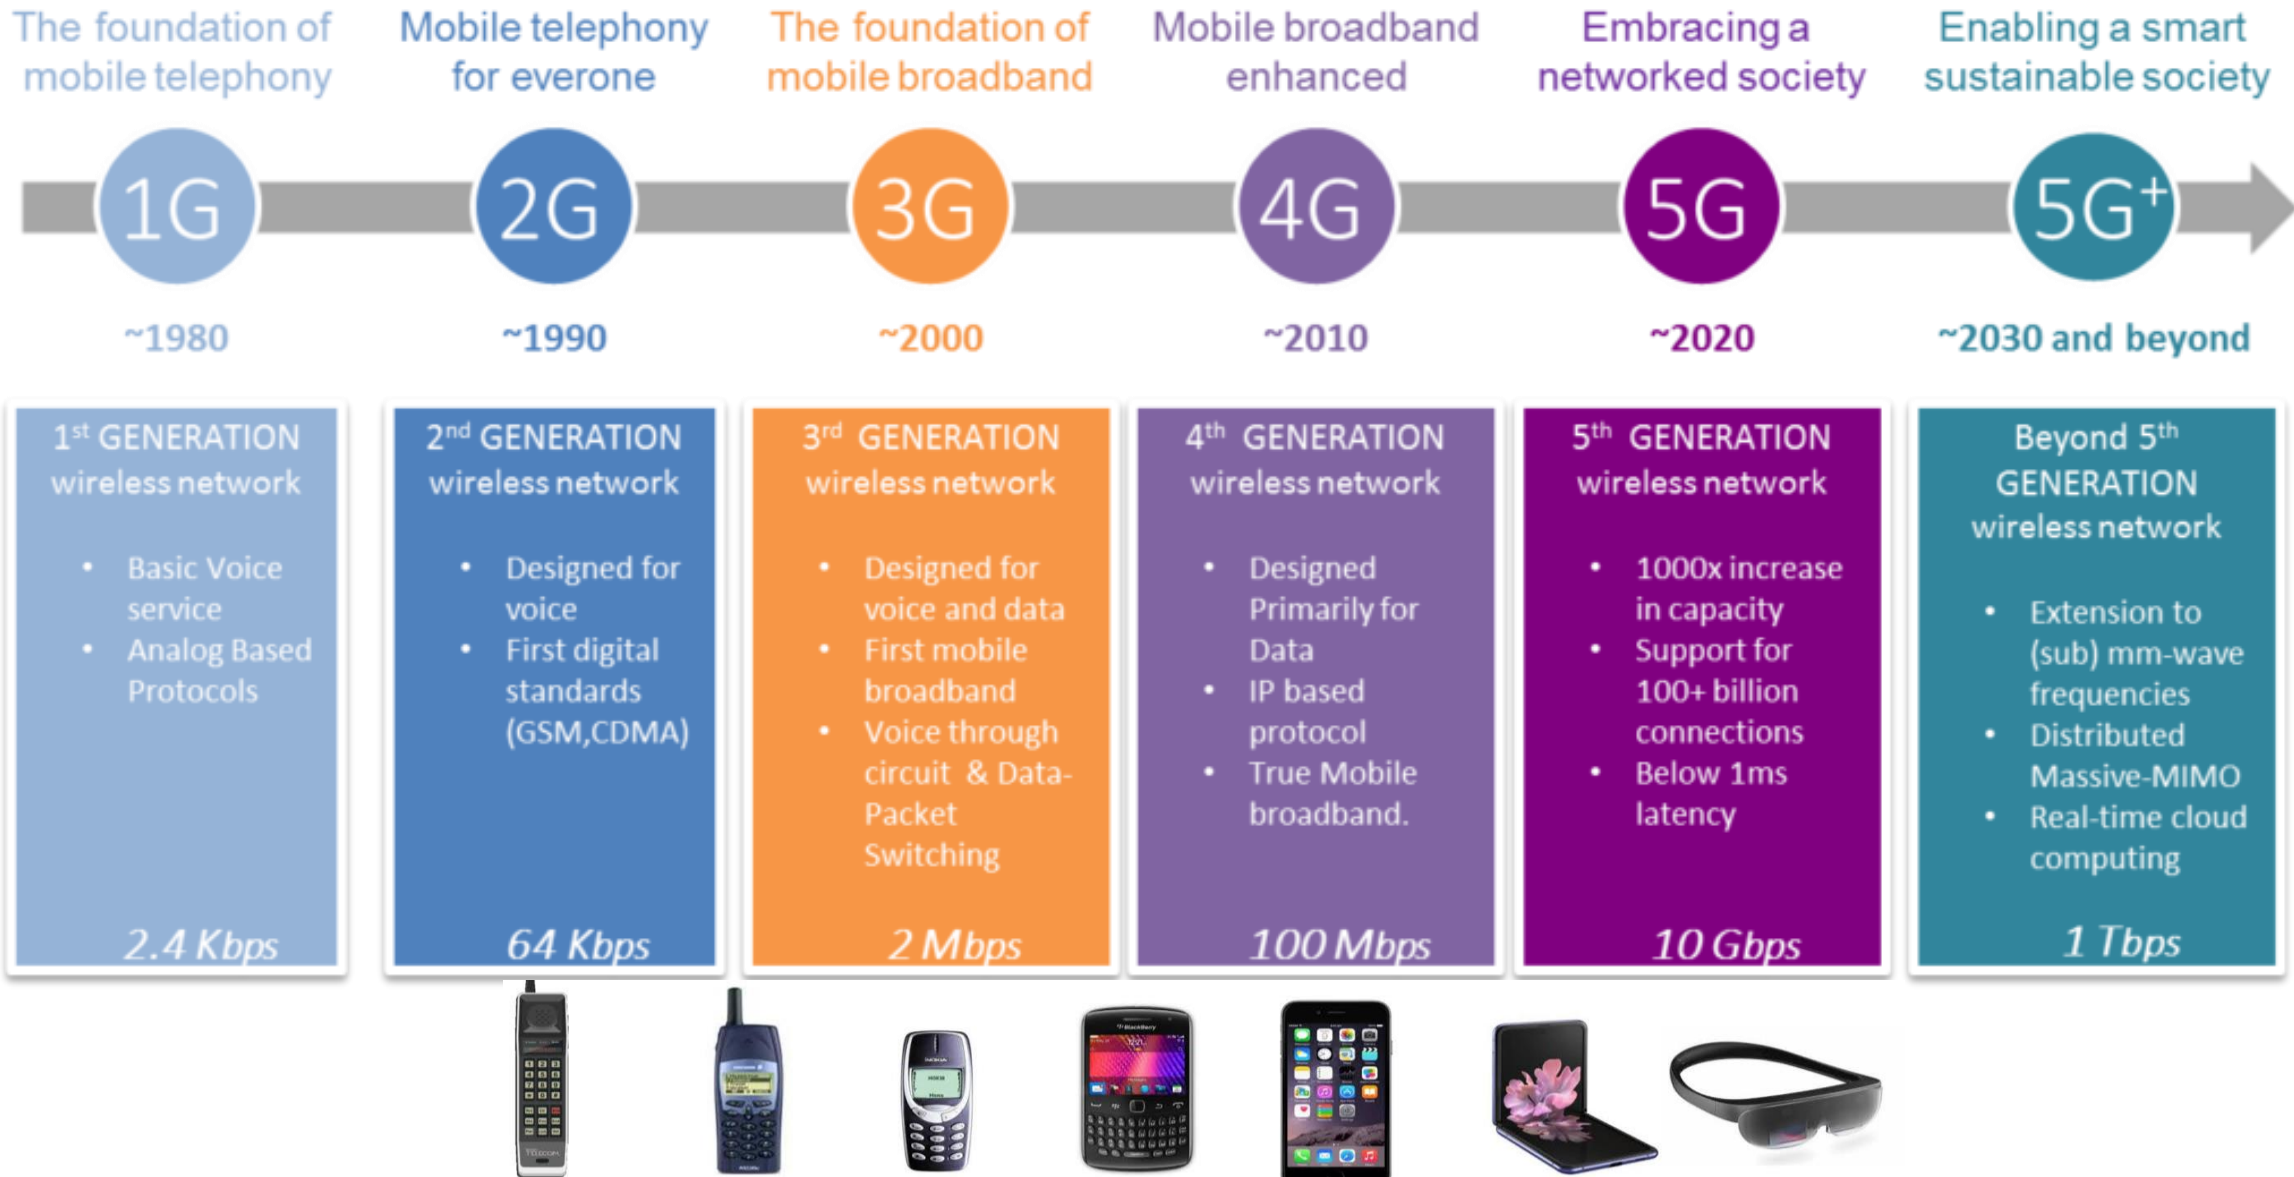 The foundation of
mobile telephony
Mobile telephony
for everone
The foundation of
mobile broadband
Mobile broadband
enhanced
Embracing a
networked society
Enabling a smart
sustainable society
1G
2G
3G
4G
5G
5G+
~1980
~1990
~2000
~2010
~2020
~2030 and beyond
1st GENERATION
wireless network
• Basic Voice
service
• Analog Based
Protocols
2.4 Kbps
2nd GENERATION
wireless network
• Designed for
voice
• First digital
standards
(GSM,CDMA)
64 Kbps
3rd GENERATION
wireless network
• Designed for
voice and data
• First mobile
broadband
• Voice through
circuit & Data-
Packet
Switching
2 Mbps
4th GENERATION
wireless network
• Designed
Primarily for
Data
• IP based
protocol
• True Mobile
broadband.
100 Mbps
5th GENERATION
wireless network
• 1000x increase
in capacity
• Support for
100+ billion
connections
• Below 1ms
latency
10 Gbps
Beyond 5th
GENERATION
wireless network
• Extension to
(sub) mm-wave
frequencies
• Distributed
Massive-MIMO
• Real-time cloud
computing
1 Tbps
TELECOM
NOKIA
Menu
BlackBerry